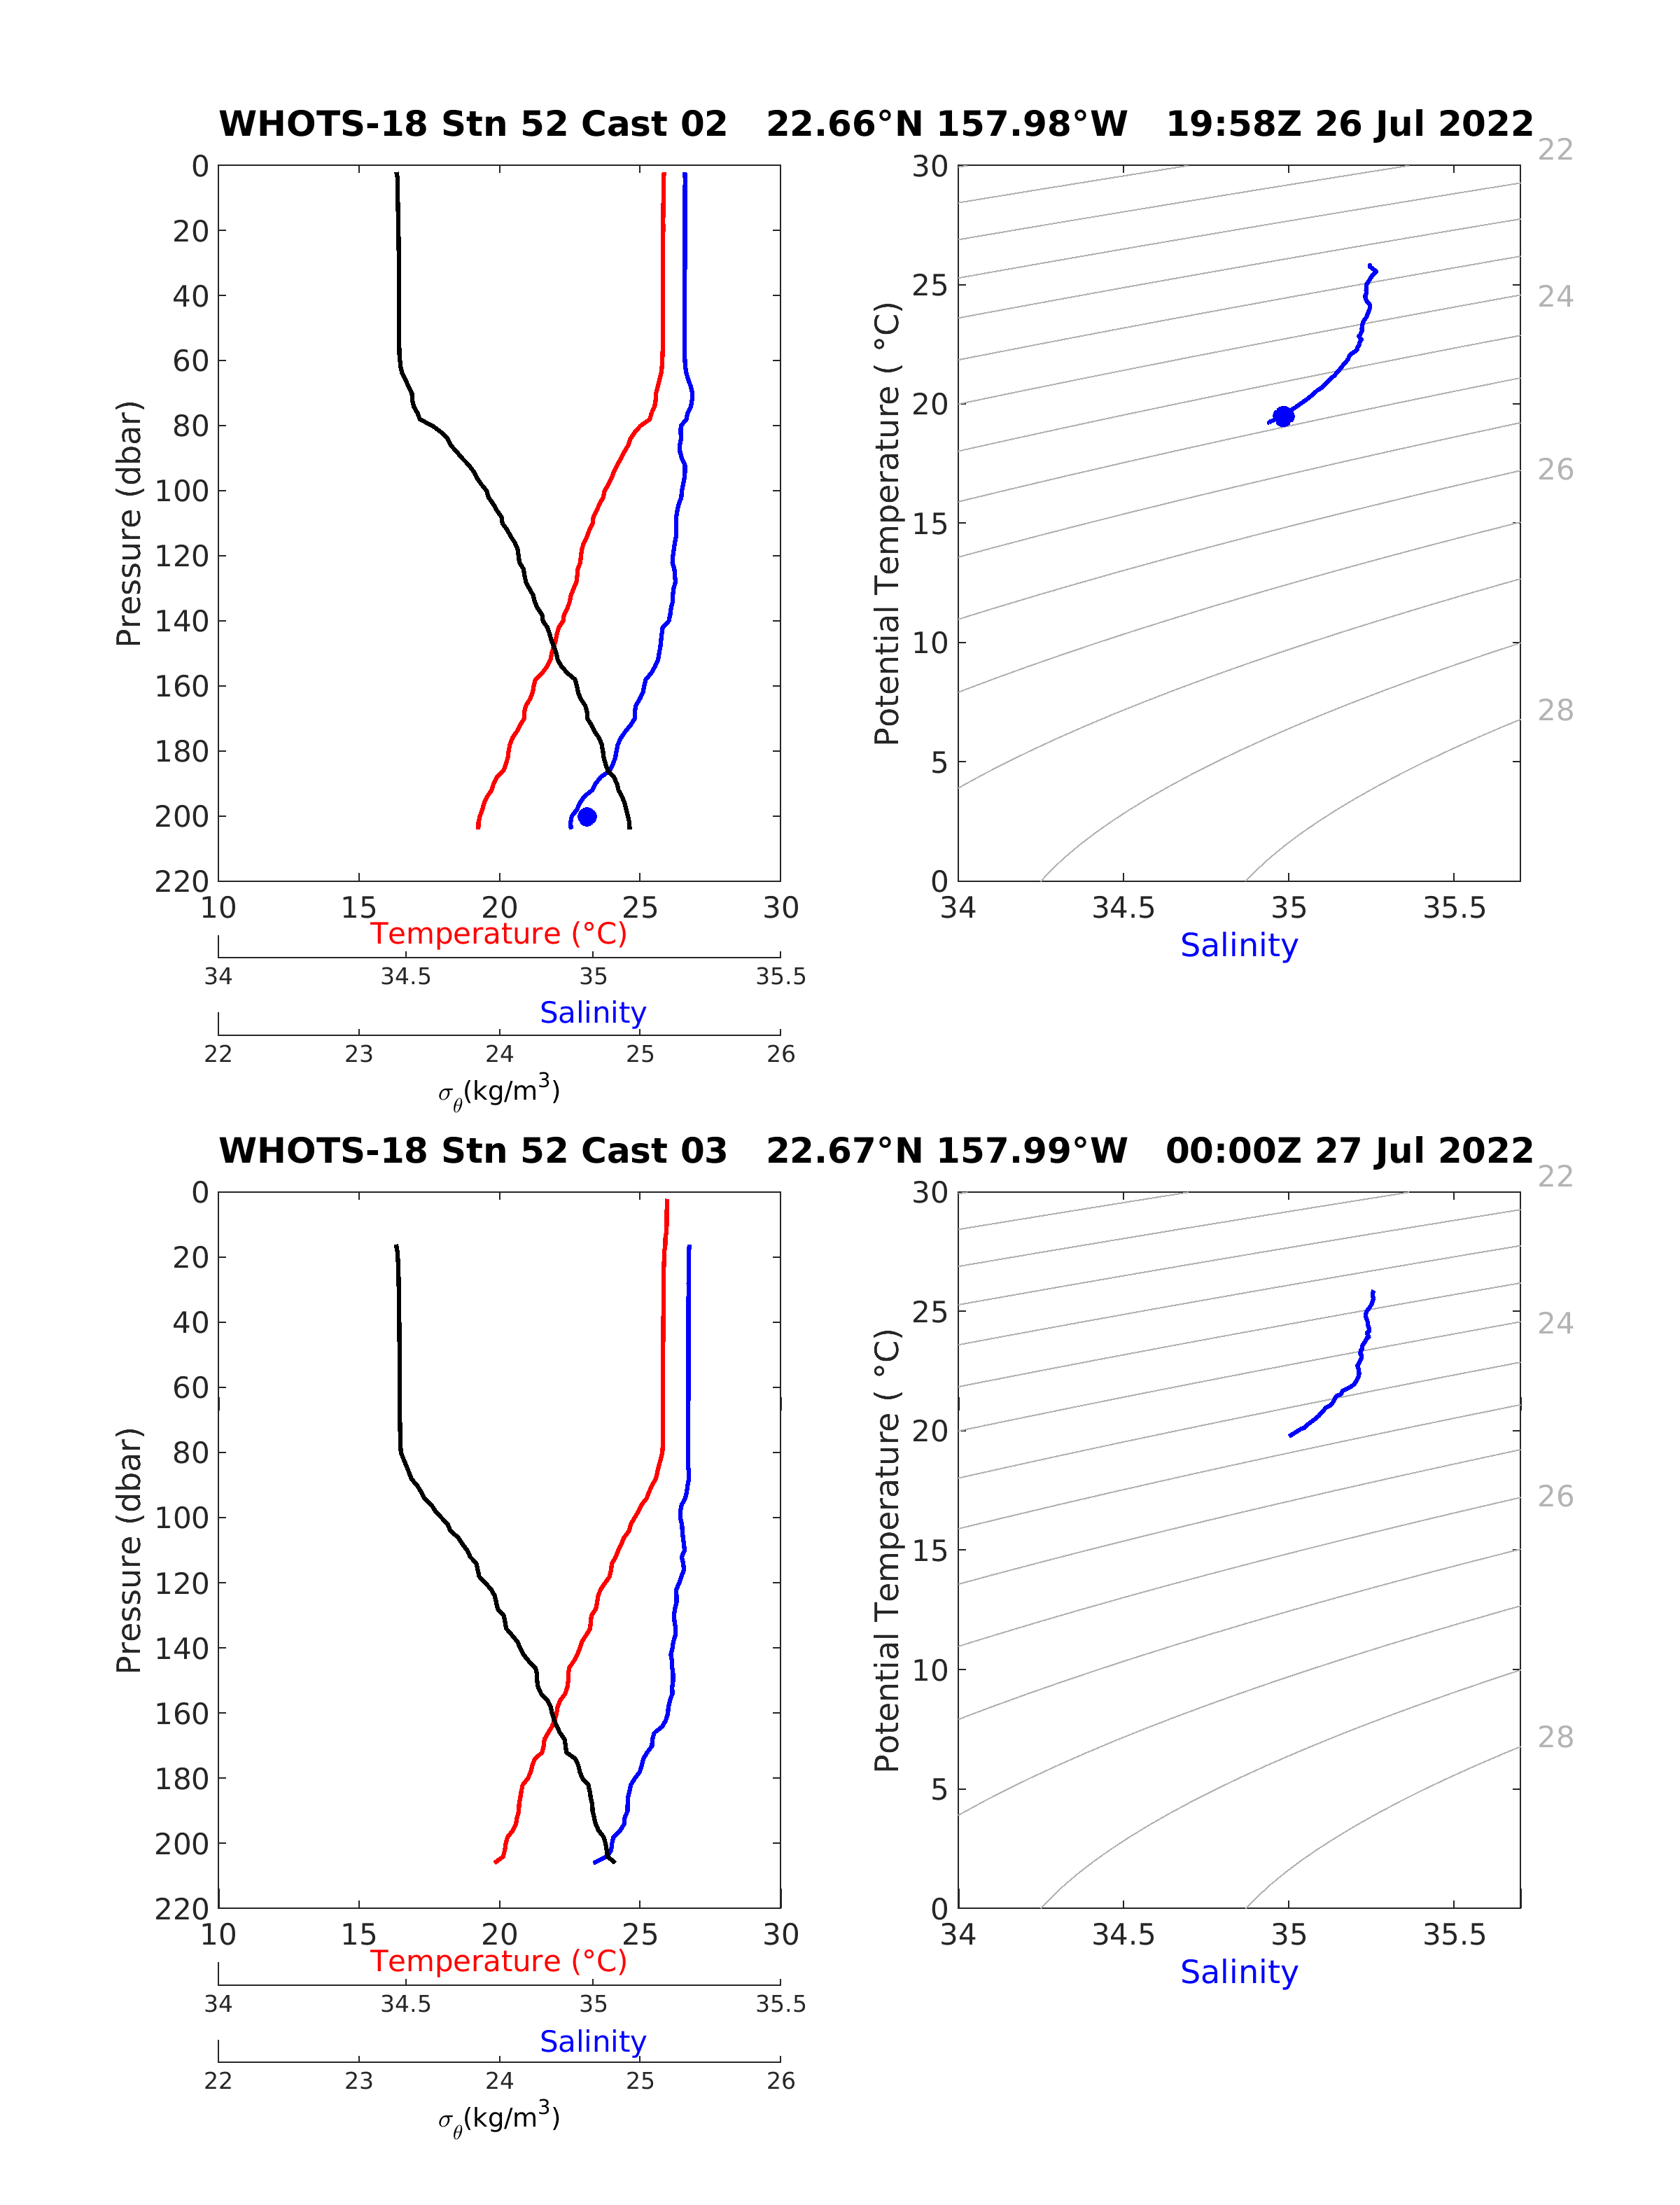 WHOTS-18 Stn 52 Cast 02   22.66°N 157.98°W   19:58Z 26 Jul 2022
0
20
40
60
80
100
120
140
160
180
200
220
Pressure (dbar)
10 15 20 25 30
Temperature (°C)
34 34.5 35 35.5
Salinity
22 23 24 25 26
σθ(kg/m3)
30
25
20
15
10
5
0
Potential Temperature ( °C)
34 34.5 35 35.5
Salinity
22
24
26
28
WHOTS-18 Stn 52 Cast 03   22.67°N 157.99°W   00:00Z 27 Jul 2022
0
20
40
60
80
100
120
140
160
180
200
220
Pressure (dbar)
10 15 20 25 30
Temperature (°C)
34 34.5 35 35.5
Salinity
22 23 24 25 26
σθ(kg/m3)
30
25
20
15
10
5
0
Potential Temperature ( °C)
34 34.5 35 35.5
Salinity
22
24
26
28